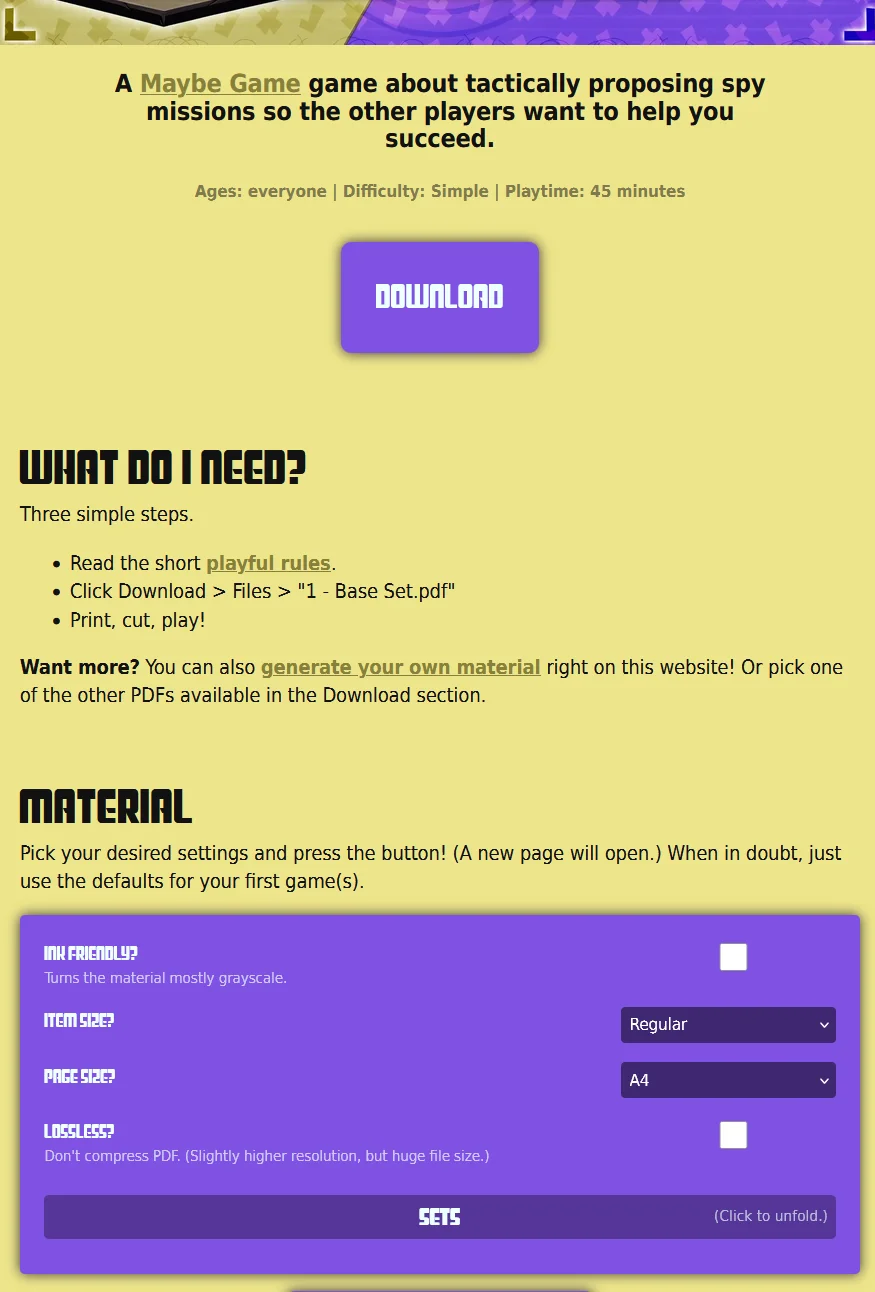 A Maybe Game game about tactically proposing spy
missions so the other players want to help you
succeed.
Ages: everyone | Difficulty: Simple | Playtime: 45 minutes
DOWNLOAD
WHAT DO I NEED?
Three simple steps.
• Read the short playful rules.
• Click Download > Files > "1 - Base Set.pdf"
• Print, cut, play!
Want more? You can also generate your own material right on this website! Or pick one
of the other PDFs available in the Download section.
MATERIAL
Pick your desired settings and press the button! (A new page will open.) When in doubt, just
use the defaults for your first game(s).
INK FRIENDLY?
Turns the material mostly grayscale.
ITEM SIZE?
Regular
PAGE SIZE?
A4
LOSSLESS?
Don't compress PDF. (Slightly higher resolution, but huge file size.)
SETS (Click to unfold.)